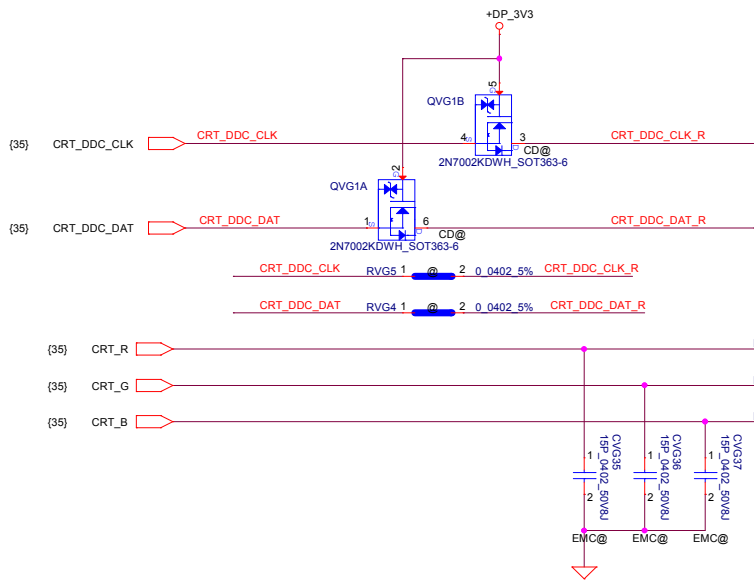 +DP_3V3
QVG1B
5
G
{35} CRT_DDC_CLK CRT_DDC_CLK 4 S D 3 CRT_DDC_CLK_R
CD@
2N7002KDWH_SOT363-6
QVG1A
2
G
{35} CRT_DDC_DAT CRT_DDC_DAT 1 S D 6 CRT_DDC_DAT_R
CD@
2N7002KDWH_SOT363-6
CRT_DDC_CLK RVG5 1 @ 2 0_0402_5% CRT_DDC_CLK_R
CRT_DDC_DAT RVG4 1 @ 2 0_0402_5% CRT_DDC_DAT_R
{35} CRT_R
{35} CRT_G
{35} CRT_B
1 2 CVG35
15P_0402_50V8J
1 2 CVG36
15P_0402_50V8J
1 2 CVG37
15P_0402_50V8J
EMC@ EMC@ EMC@